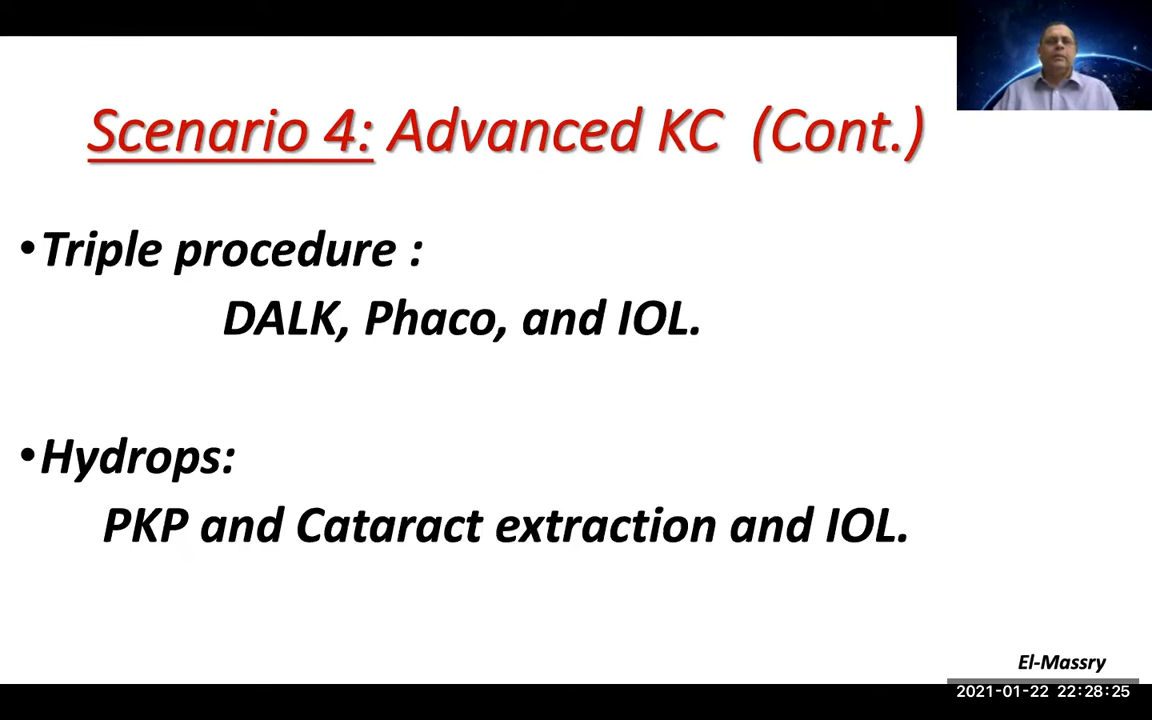 Scenario 4: Advanced KC (Cont.)
•Triple procedure :
DALK, Phaco, and IOL.
•Hydrops:
PKP and Cataract extraction and IOL.
El-Massry
2021-01-22 22:28:25